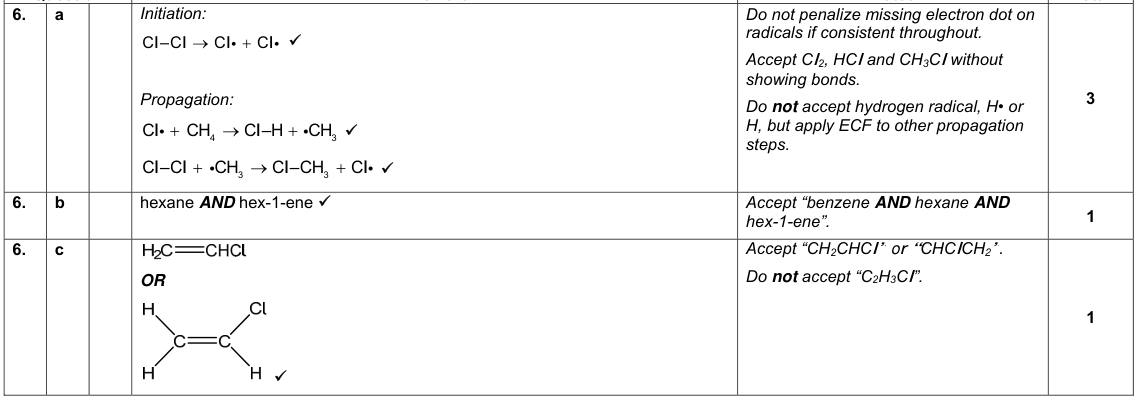 6. a Initiation: Do not penalize missing electron dot on
radicals if consistent throughout.
Cl–Cl → Cl• + Cl• ✓
Accept Cl₂, HCl and CH₃Cl without
showing bonds.
Propagation: 3
Do not accept hydrogen radical, H• or
H, but apply ECF to other propagation
steps.
Cl• + CH₄ → Cl–H + •CH₃ ✓
Cl–Cl + •CH₃ → Cl–CH₃ + Cl• ✓
6. b hexane AND hex-1-ene ✓ Accept “benzene AND hexane AND
hex-1-ene”. 1
6. c H₂C=CHCl Accept “CH₂CHCl” or “CHClCH₂”.
OR Do not accept “C₂H₃Cl”.
H Cl
1
C=C
H H ✓